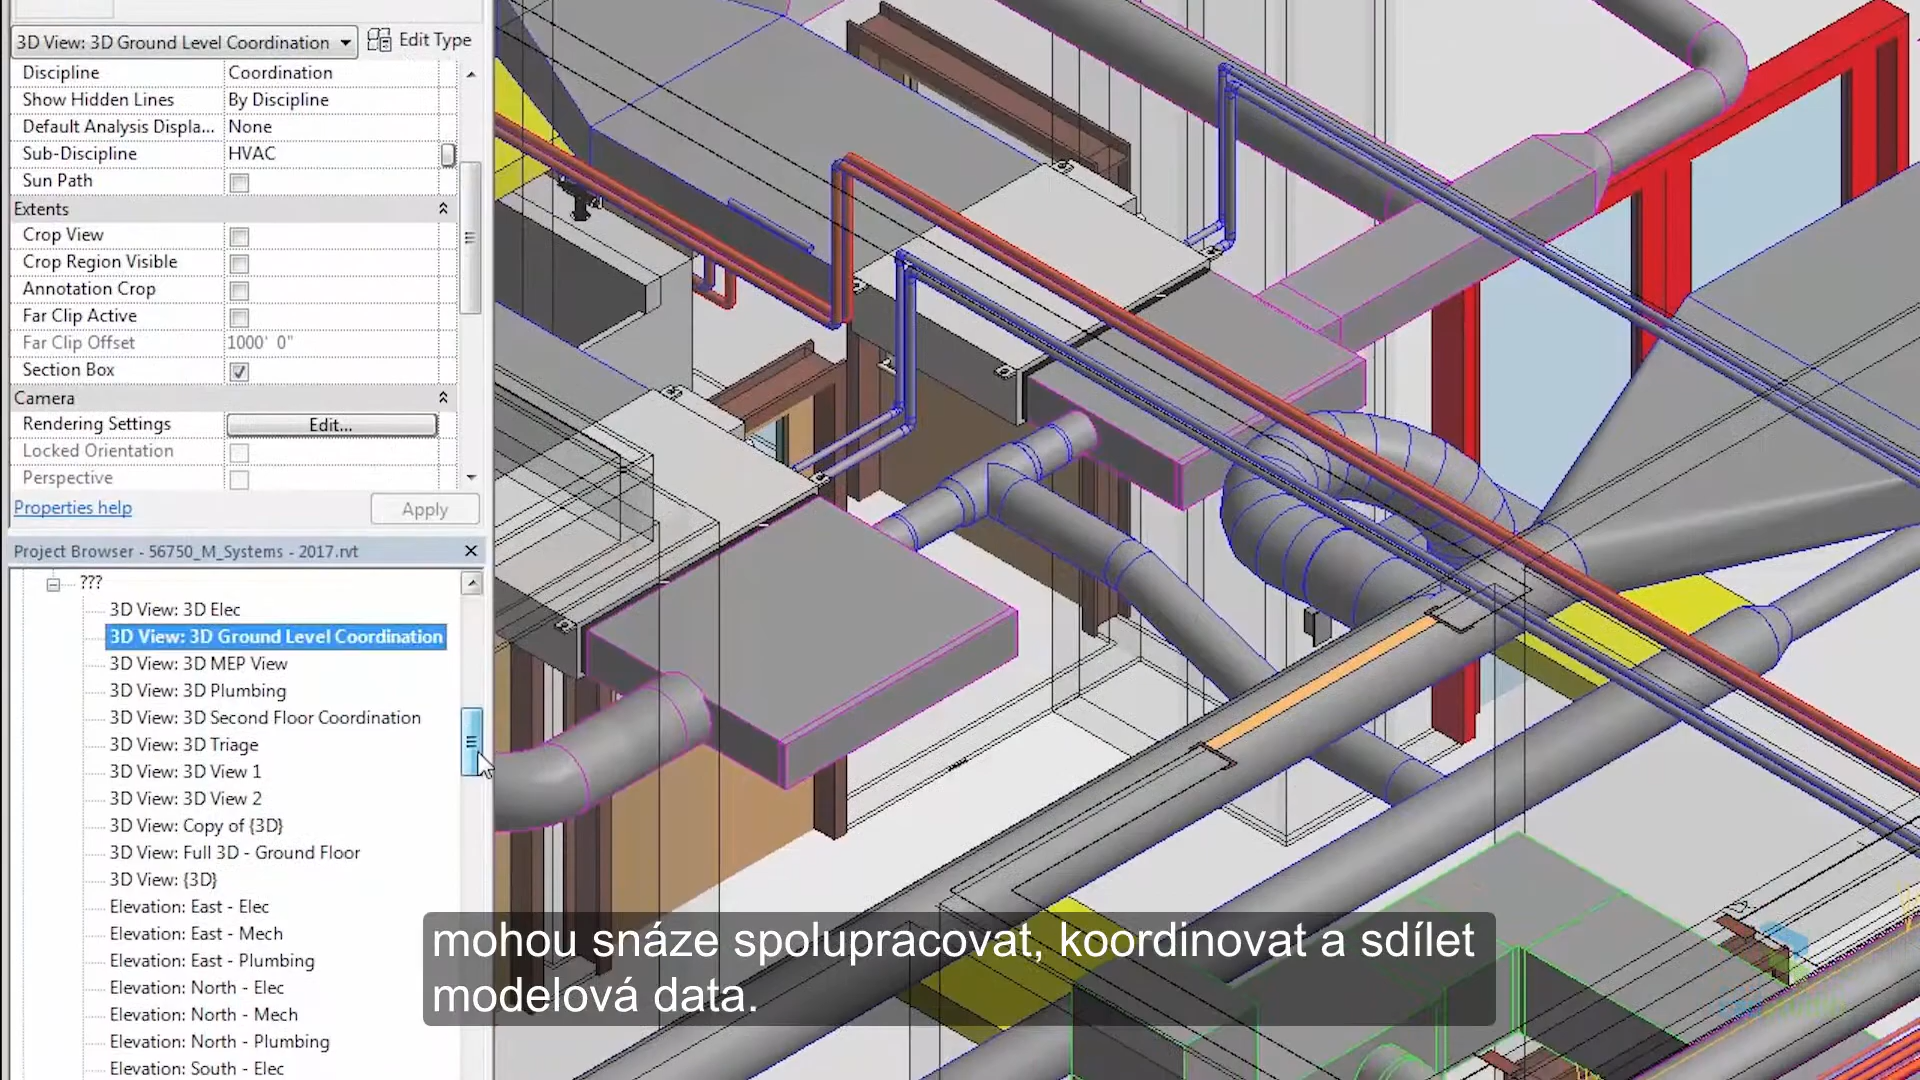 3D View: 3D Ground Level Coordination
Edit Type
Discipline Coordination
Show Hidden Lines By Discipline
Default Analysis Displa... None
Sub-Discipline HVAC
Sun Path
Extents
Crop View
Crop Region Visible
Annotation Crop
Far Clip Active
Far Clip Offset 1000' 0"
Section Box
Camera
Rendering Settings Edit...
Locked Orientation
Perspective
Properties help Apply
Project Browser - 56750_M_Systems - 2017.rvt
???
3D View: 3D Elec
3D View: 3D Ground Level Coordination
3D View: 3D MEP View
3D View: 3D Plumbing
3D View: 3D Second Floor Coordination
3D View: 3D Triage
3D View: 3D View 1
3D View: 3D View 2
3D View: Copy of {3D}
3D View: Full 3D - Ground Floor
3D View: {3D}
Elevation: East - Elec
Elevation: East - Mech
Elevation: East - Plumbing
Elevation: North - Elec
Elevation: North - Mech
Elevation: North - Plumbing
Elevation: South - Elec
mohou snáze spolupracovat, koordinovat a sdílet
modelová data.